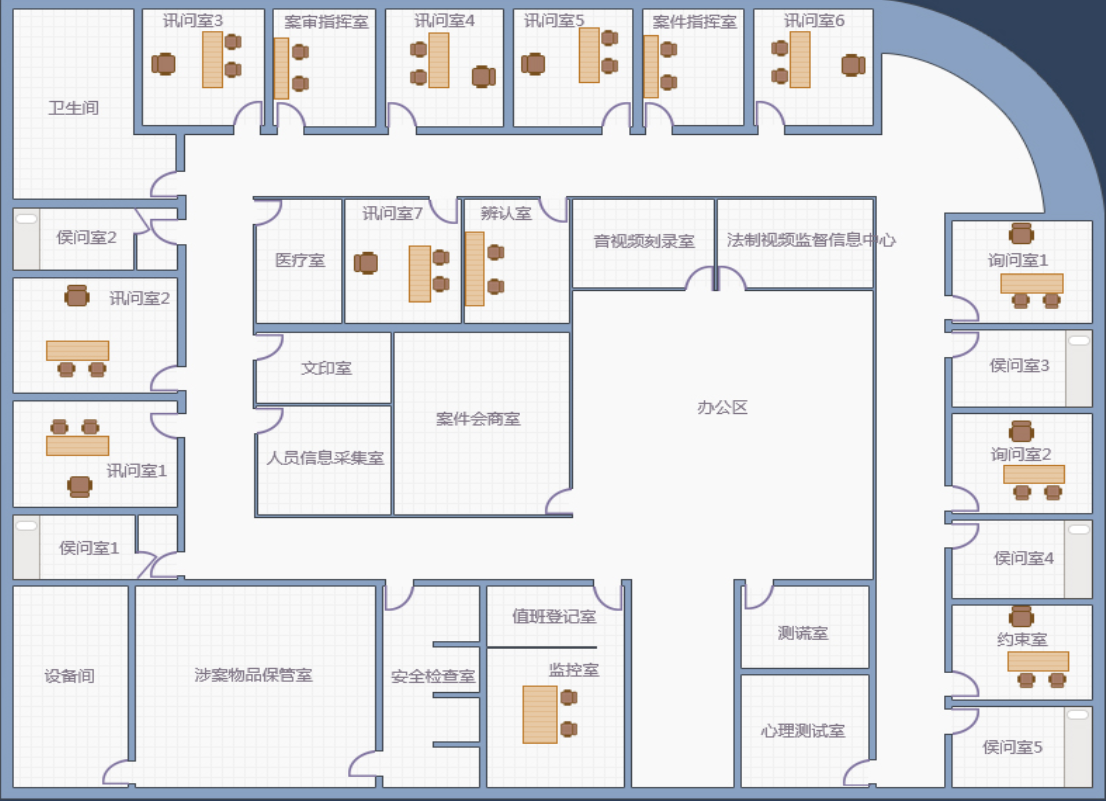 讯问室3
案审指挥室
讯问室4
讯问室5
案件指挥室
讯问室6
卫生间
侯问室2
讯问室7
辨认室
音视频刻录室
法制视频监督信息中心
医疗室
询问室1
讯问室2
文印室
侯问室3
案件会商室
办公区
人员信息采集室
询问室2
讯问室1
侯问室1
侯问室4
值班登记室
测谎室
约束室
设备间
涉案物品保管室
安全检查室
监控室
心理测试室
侯问室5